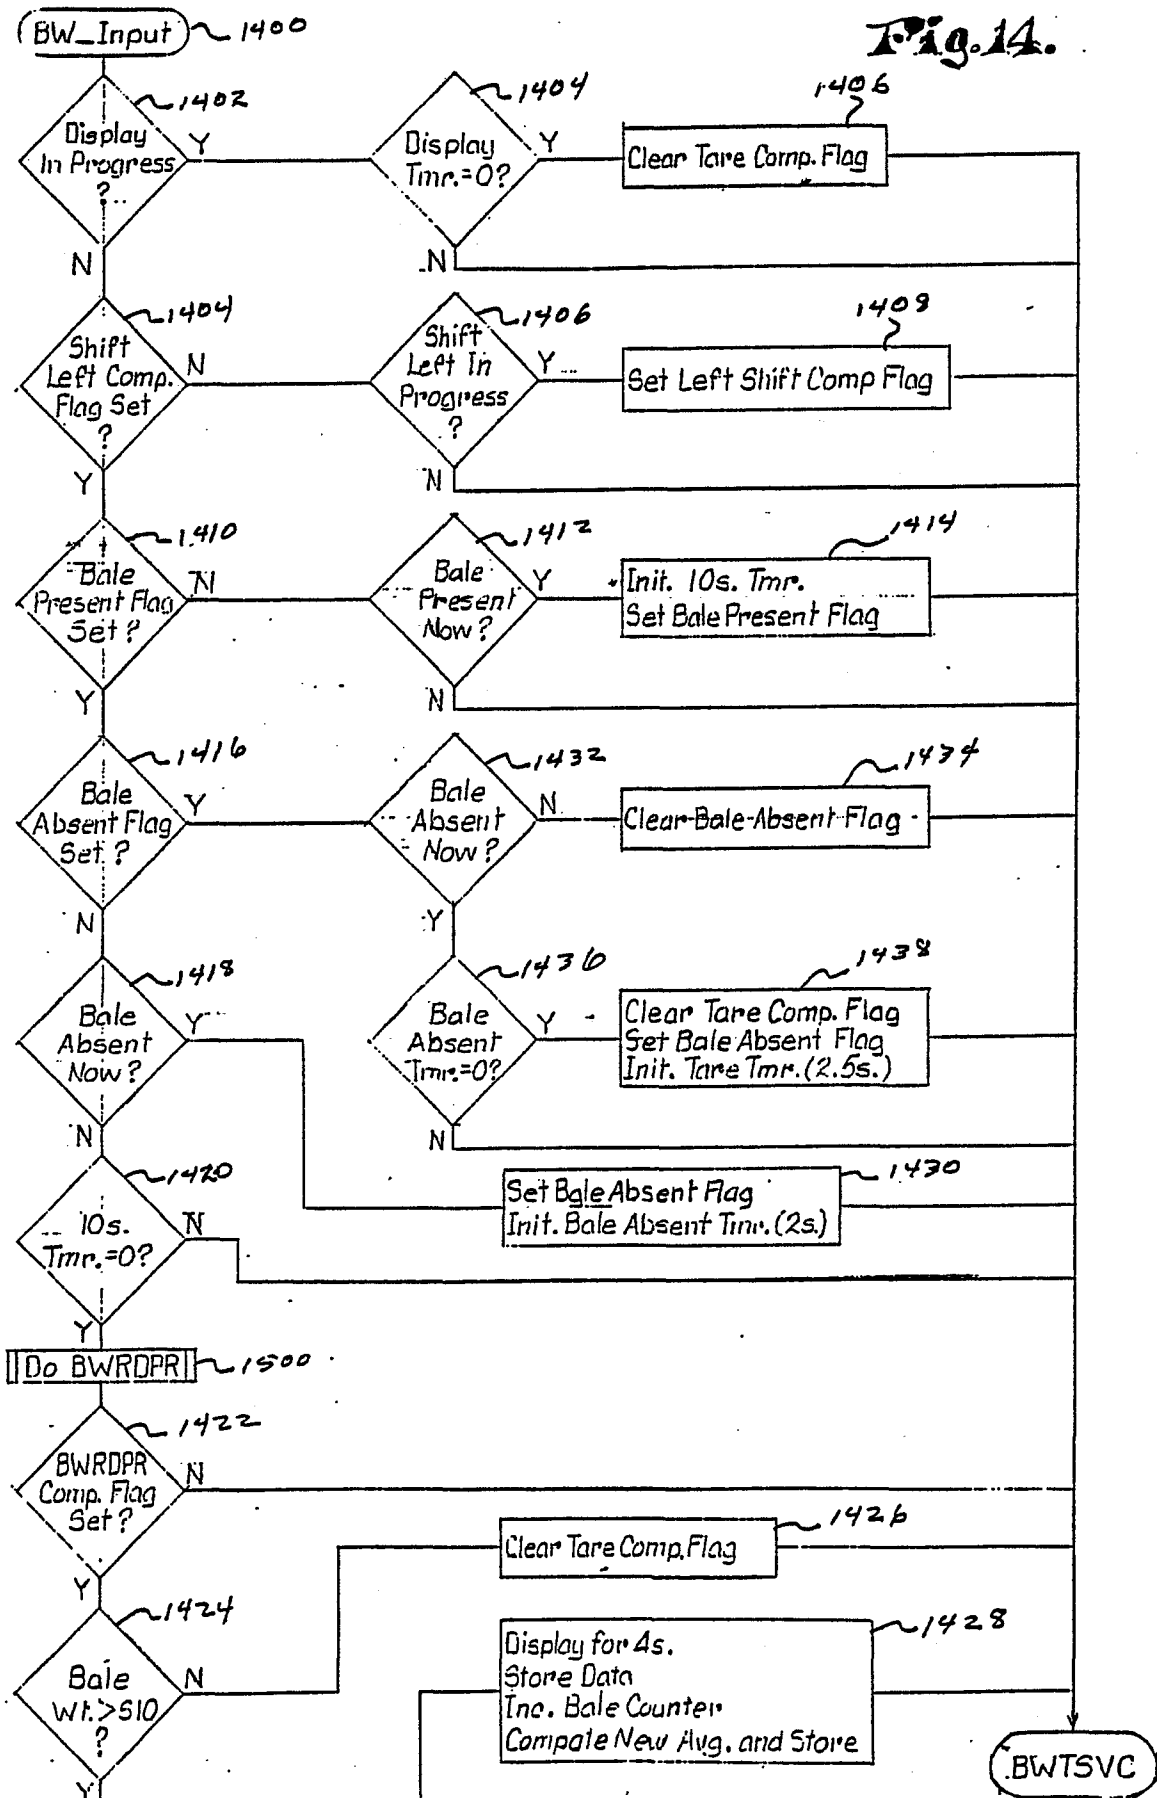 BW_Input
1400
Fig. 14.
1402
Display
In Progress
?
Y
N
1404
Display
Tmr.=0?
Y
N
1406
Clear Tare Comp. Flag
1404
Shift
Left Comp.
Flag Set
?
N
Y
1406
Shift
Left In
Progress
?
Y
N
1408
Set Left Shift Comp Flag
1410
Bale
Present Flag
Set?
N
Y
1412
Bale
Present
Now?
Y
N
1414
Init. 10s. Tmr.
Set Bale Present Flag
1416
Bale
Absent Flag
Set?
Y
N
1432
Bale
Absent
Now?
N
Y
1434
Clear Bale Absent Flag
1418
Bale
Absent
Now?
Y
N
1436
Bale
Absent
Tmr.=0?
Y
N
1438
Clear Tare Comp. Flag
Set Bale Absent Flag
Init. Tare Tmr.(2.5s.)
1420
10s.
Tmr.=0?
N
Y
1430
Set Bale Absent Flag
Init. Bale Absent Tmr.(2s.)
Do BWRDPR
1500
1422
BWRDPR
Comp. Flag
Set?
N
Y
1426
Clear Tare Comp. Flag
1424
Bale
Wt.>510
?
N
Y
1428
Display for 4s.
Store Data
Inc. Bale Counter
Compute New Avg. and Store
BWTSVC